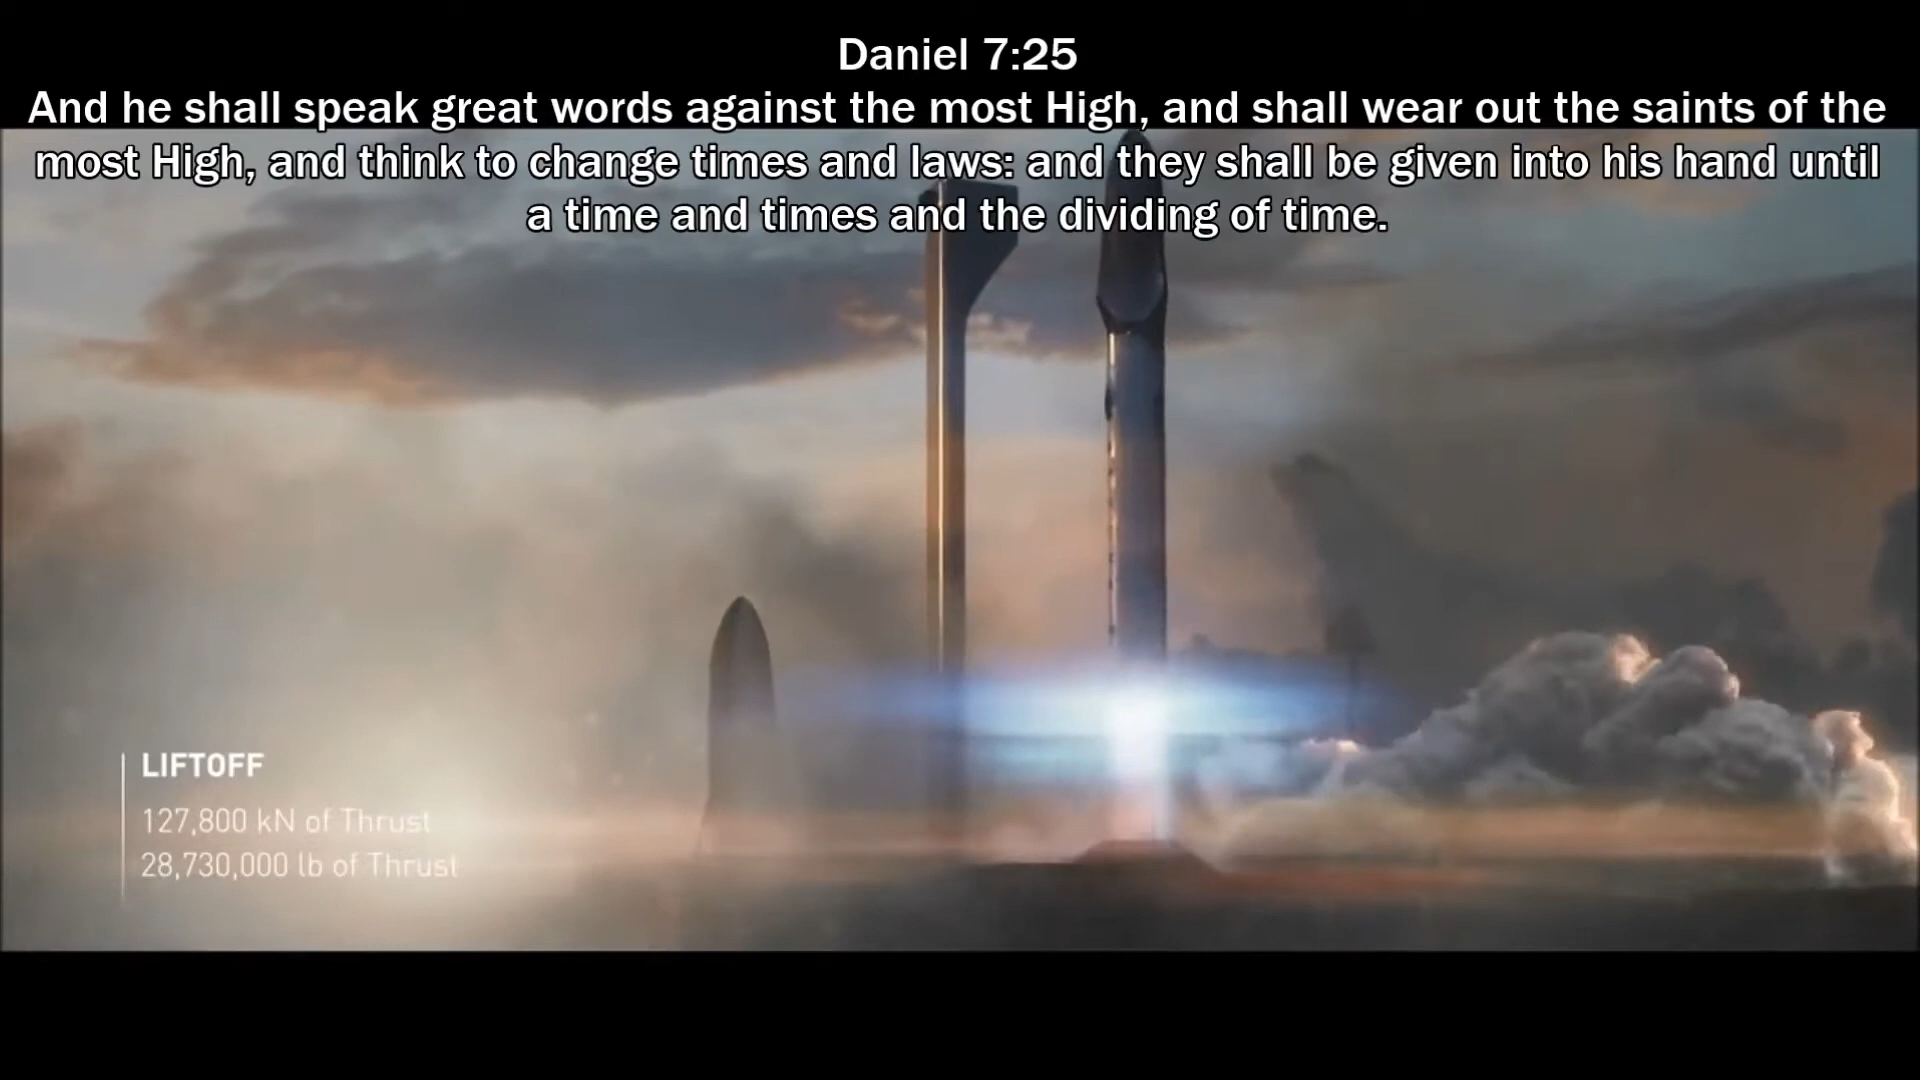 Daniel 7:25
And he shall speak great words against the most High, and shall wear out the saints of the
most High, and think to change times and laws: and they shall be given into his hand until
a time and times and the dividing of time.
LIFTOFF
127,800 kN of Thrust
28,730,000 lb of Thrust